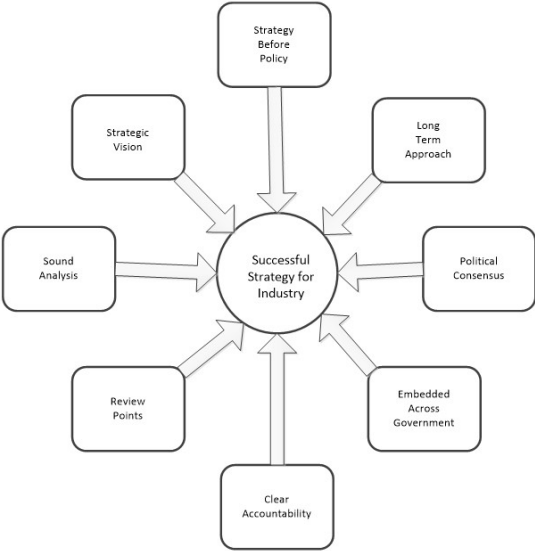 Strategy
Before
Policy
Strategic
Vision
Long
Term
Approach
Sound
Analysis
Successful
Strategy for
Industry
Political
Consensus
Review
Points
Embedded
Across
Government
Clear
Accountability